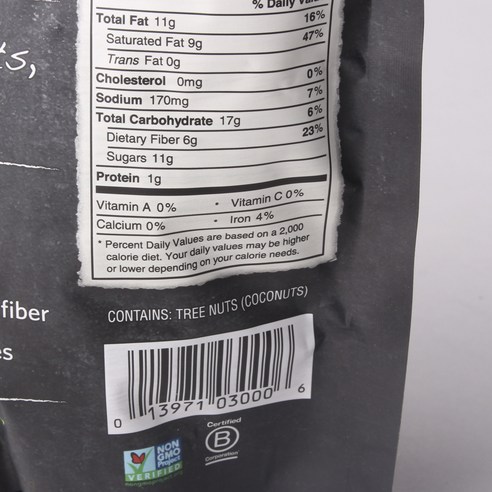 % Daily
Total Fat 11g 16%
Saturated Fat 9g 47%
Trans Fat 0g
Cholesterol 0mg 0%
Sodium 170mg 7%
Total Carbohydrate 17g 6%
Dietary Fiber 6g 23%
Sugars 11g
Protein 1g
Vitamin A 0% • Vitamin C 0%
Calcium 0% • Iron 4%
* Percent Daily Values are based on a 2,000
calorie diet. Your daily values may be higher
or lower depending on your calorie needs.
fiber
CONTAINS: TREE NUTS (COCONUTS)
0 13971 03000 6
NON
GMO
Project
VERIFIED
Certified
B
Corporation